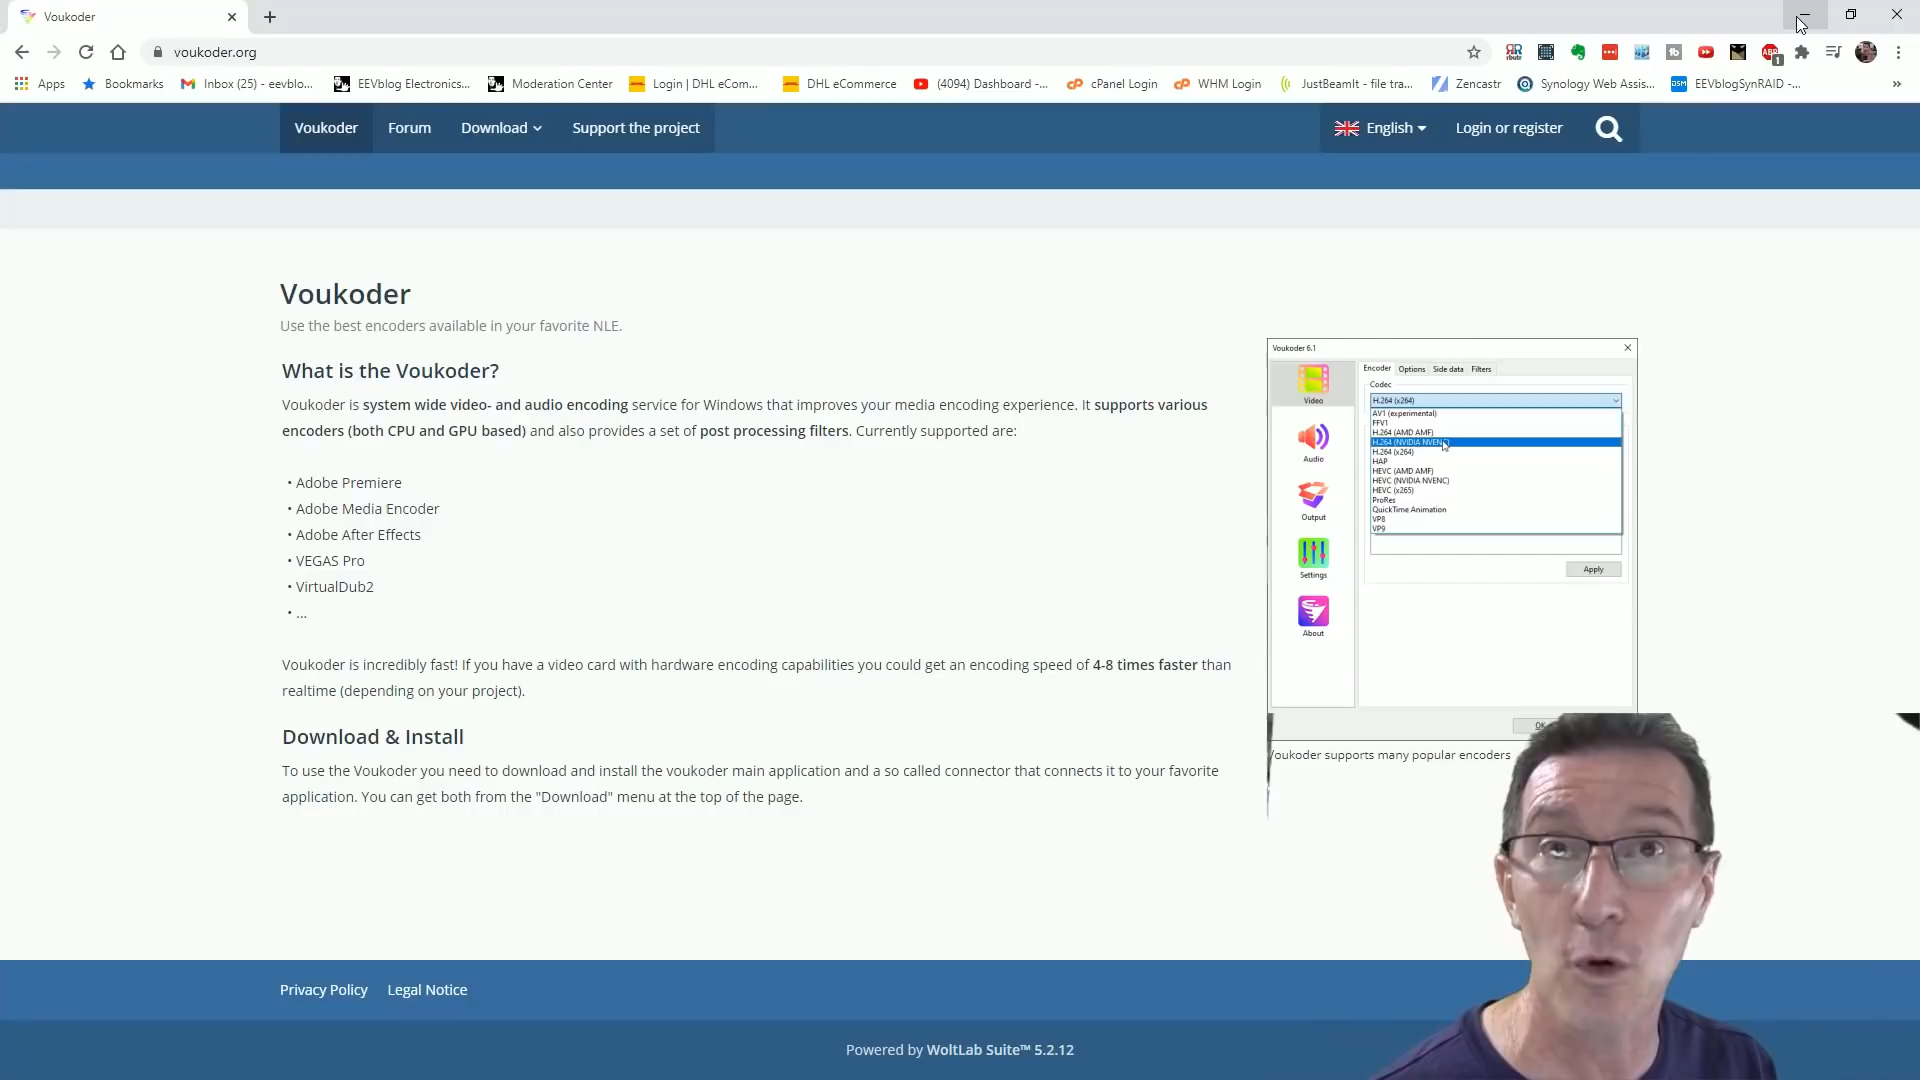 Voukoder
voukoder.org
Apps Bookmarks Inbox (25) - eevblo... EEVblog Electronics... Moderation Center Login | DHL eCom... DHL eCommerce (4094) Dashboard -... cPanel Login WHM Login JustBeamIt - file tra... Zencastr Synology Web Assis... EEVblogSynRAID -...
Voukoder Forum Download Support the project English Login or register
Voukoder
Use the best encoders available in your favorite NLE.
What is the Voukoder?
Voukoder is system wide video- and audio encoding service for Windows that improves your media encoding experience. It supports various
encoders (both CPU and GPU based) and also provides a set of post processing filters. Currently supported are:
• Adobe Premiere
• Adobe Media Encoder
• Adobe After Effects
• VEGAS Pro
• VirtualDub2
• ...
Voukoder is incredibly fast! If you have a video card with hardware encoding capabilities you could get an encoding speed of 4-8 times faster than
realtime (depending on your project).
Download & Install
To use the Voukoder you need to download and install the voukoder main application and a so called connector that connects it to your favorite
application. You can get both from the "Download" menu at the top of the page.
Voukoder 6.1
Video
Audio
Output
Settings
About
Encoder Options Side data Filters
Codec
H.264 (x264)
AV1 (experimental)
FFV1
H.264 (AMD AMF)
H.264 (NVIDIA NVENC)
H.264 (x264)
HAP
HEVC (AMD AMF)
HEVC (NVIDIA NVENC)
HEVC (x265)
ProRes
QuickTime Animation
VP8
VP9
Apply
OK
Voukoder supports many popular encoders
Privacy Policy Legal Notice
Powered by WoltLab Suite™ 5.2.12